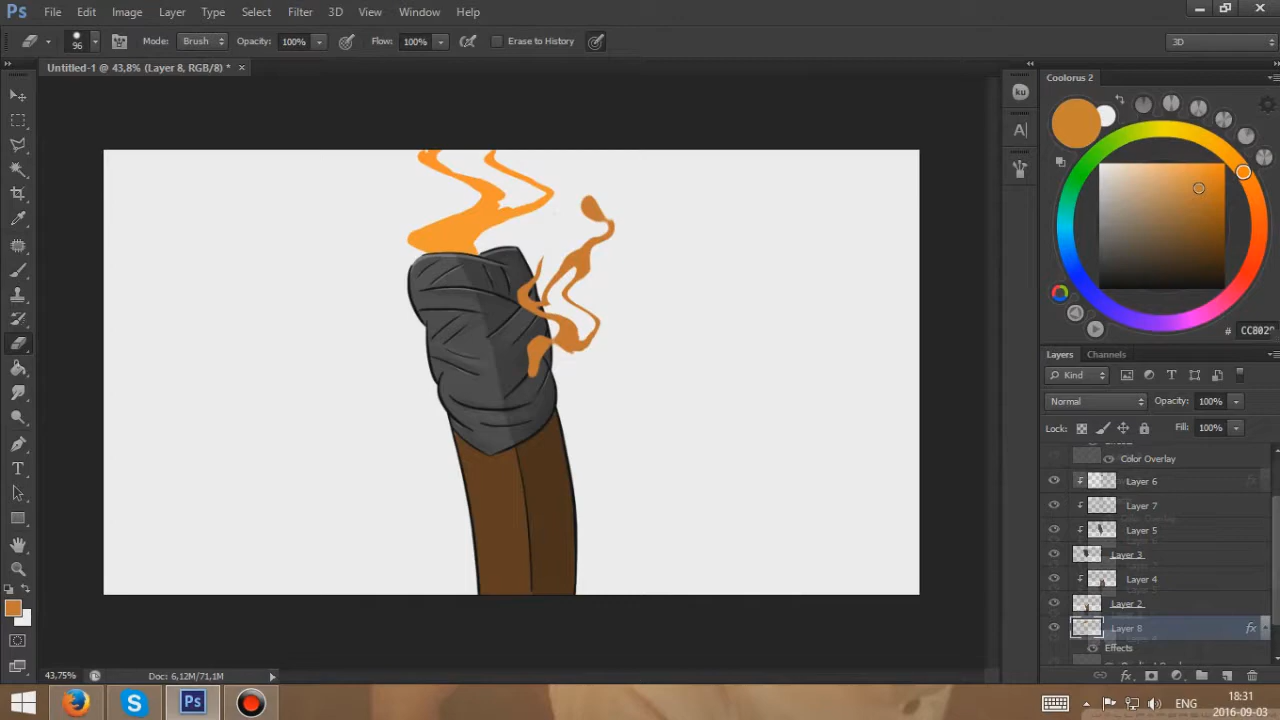 Ps File Edit Image Layer Type Select Filter 3D View Window Help
96 Mode: Brush Opacity: 100% Flow: 100% Erase to History 3D
Untitled-1 @ 43,8% (Layer 8, RGB/8) * ×
Coolorus 2
ku
A|
# CC802
Layers Channels
Kind
Normal Opacity: 100%
Lock: Fill: 100%
Color Overlay
Layer 6
Layer 7
Layer 5
Layer 3
Layer 4
Layer 2
Layer 8 fx
Effects
43,75% Doc: 6,12M/71,1M
ENG 18:31
2016-09-03